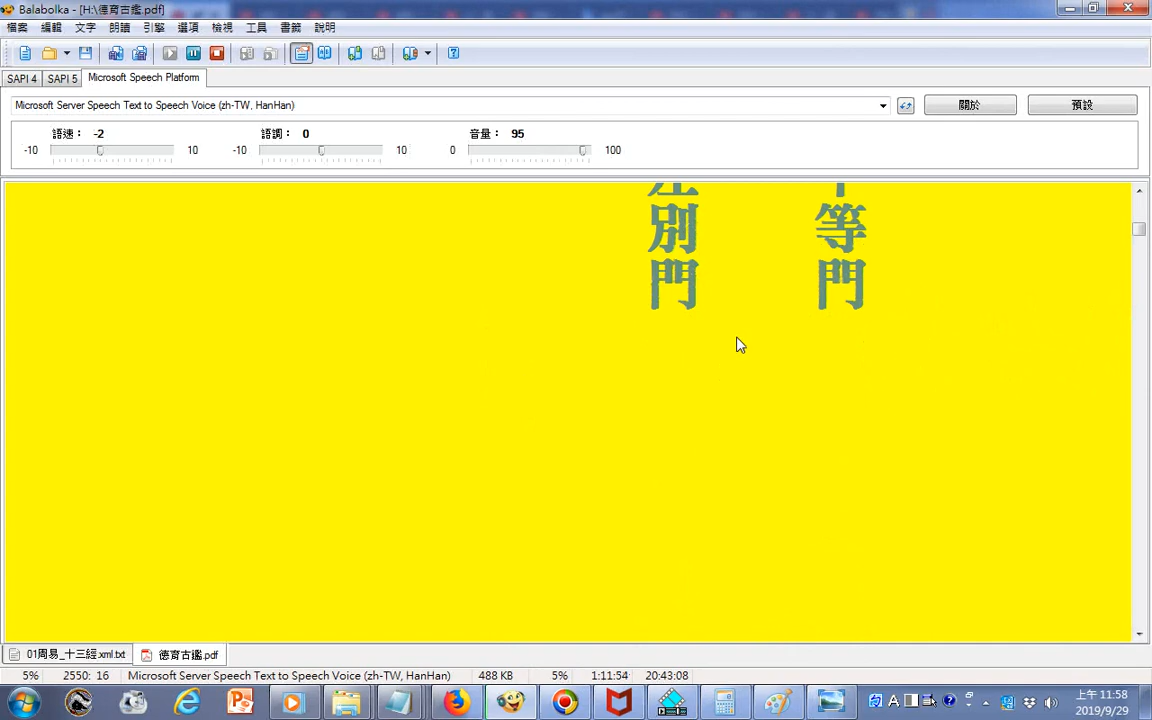 Balabolka - [H:\德育古鑑.pdf]
檔案 編輯 文字 朗讀 引擎 選項 檢視 工具 書籤 說明
SAPI 4 SAPI 5 Microsoft Speech Platform
Microsoft Server Speech Text to Speech Voice (zh-TW, HanHan)
關於 預設
語速： -2 語調： 0 音量： 95
-10 10 -10 10 0 100
等門
別門
01周易_十三經.xml.txt 德育古鑑.pdf
5% 2550: 16 Microsoft Server Speech Text to Speech Voice (zh-TW, HanHan) 488 KB 5% 1:11:54 20:43:08
上午 11:58
2019/9/29